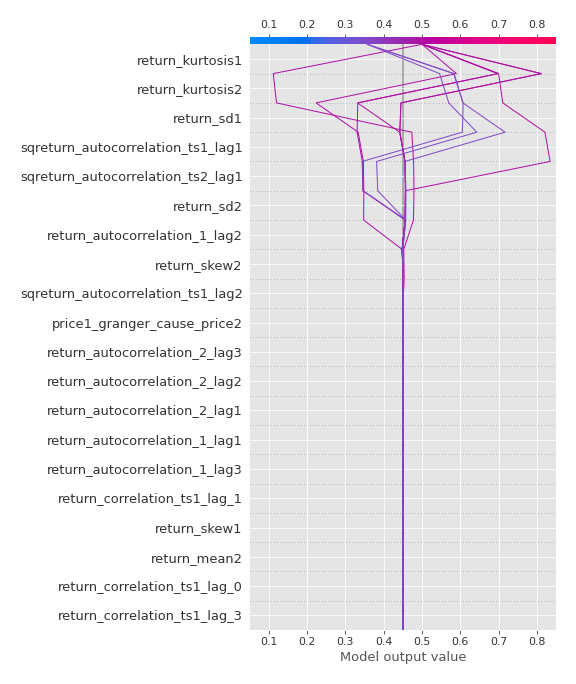 0.1 0.2 0.3 0.4 0.5 0.6 0.7 0.8
return_kurtosis1
return_kurtosis2
return_sd1
sqreturn_autocorrelation_ts1_lag1
sqreturn_autocorrelation_ts2_lag1
return_sd2
return_autocorrelation_1_lag2
return_skew2
sqreturn_autocorrelation_ts1_lag2
price1_granger_cause_price2
return_autocorrelation_2_lag3
return_autocorrelation_2_lag2
return_autocorrelation_2_lag1
return_autocorrelation_1_lag1
return_autocorrelation_1_lag3
return_correlation_ts1_lag_1
return_skew1
return_mean2
return_correlation_ts1_lag_0
return_correlation_ts1_lag_3
0.1 0.2 0.3 0.4 0.5 0.6 0.7 0.8
Model output value